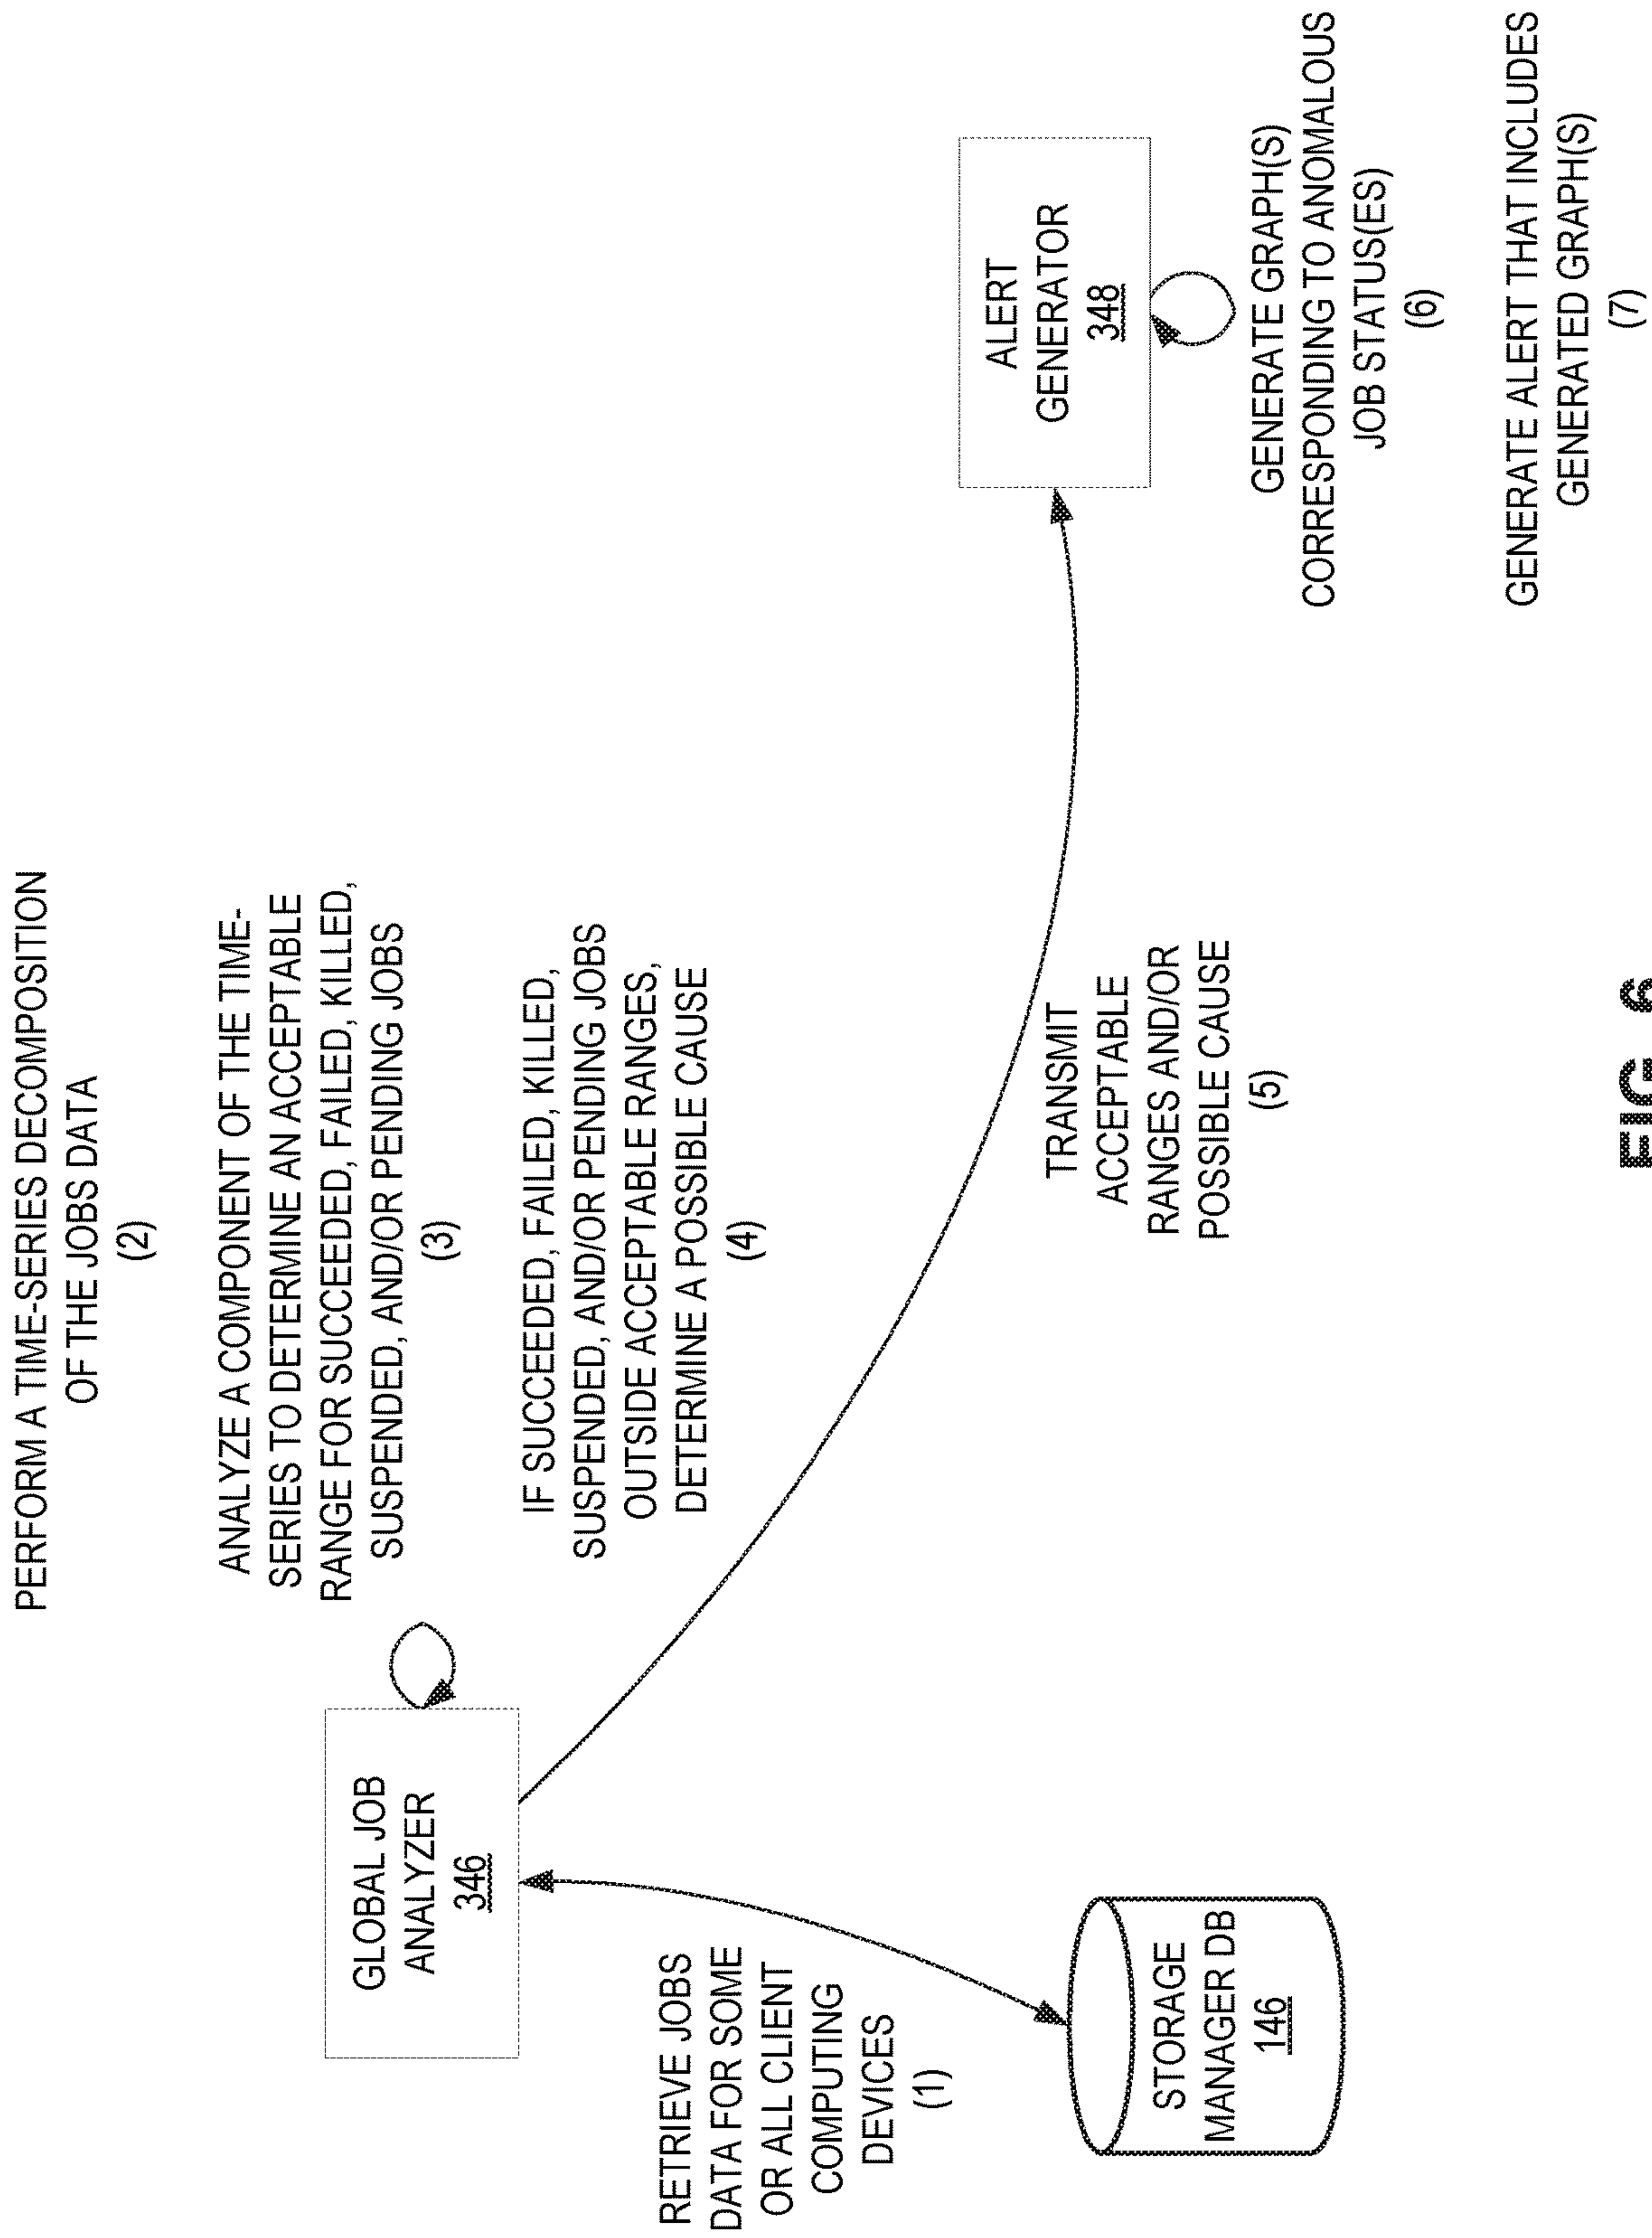 PERFORM A TIME-SERIES DECOMPOSITION
OF THE JOBS DATA
(2)
ANALYZE A COMPONENT OF THE TIME-
SERIES TO DETERMINE AN ACCEPTABLE
RANGE FOR SUCCEEDED, FAILED, KILLED,
SUSPENDED, AND/OR PENDING JOBS
(3)
IF SUCCEEDED, FAILED, KILLED,
SUSPENDED, AND/OR PENDING JOBS
OUTSIDE ACCEPTABLE RANGES,
DETERMINE A POSSIBLE CAUSE
(4)
GLOBAL JOB
ANALYZER
346
RETRIEVE JOBS
DATA FOR SOME
OR ALL CLIENT
COMPUTING
DEVICES
(1)
STORAGE
MANAGER DB
146
TRANSMIT
ACCEPTABLE
RANGES AND/OR
POSSIBLE CAUSE
(5)
ALERT
GENERATOR
348
GENERATE GRAPH(S)
CORRESPONDING TO ANOMALOUS
JOB STATUS(ES)
(6)
GENERATE ALERT THAT INCLUDES
GENERATED GRAPH(S)
(7)
FIG. 6